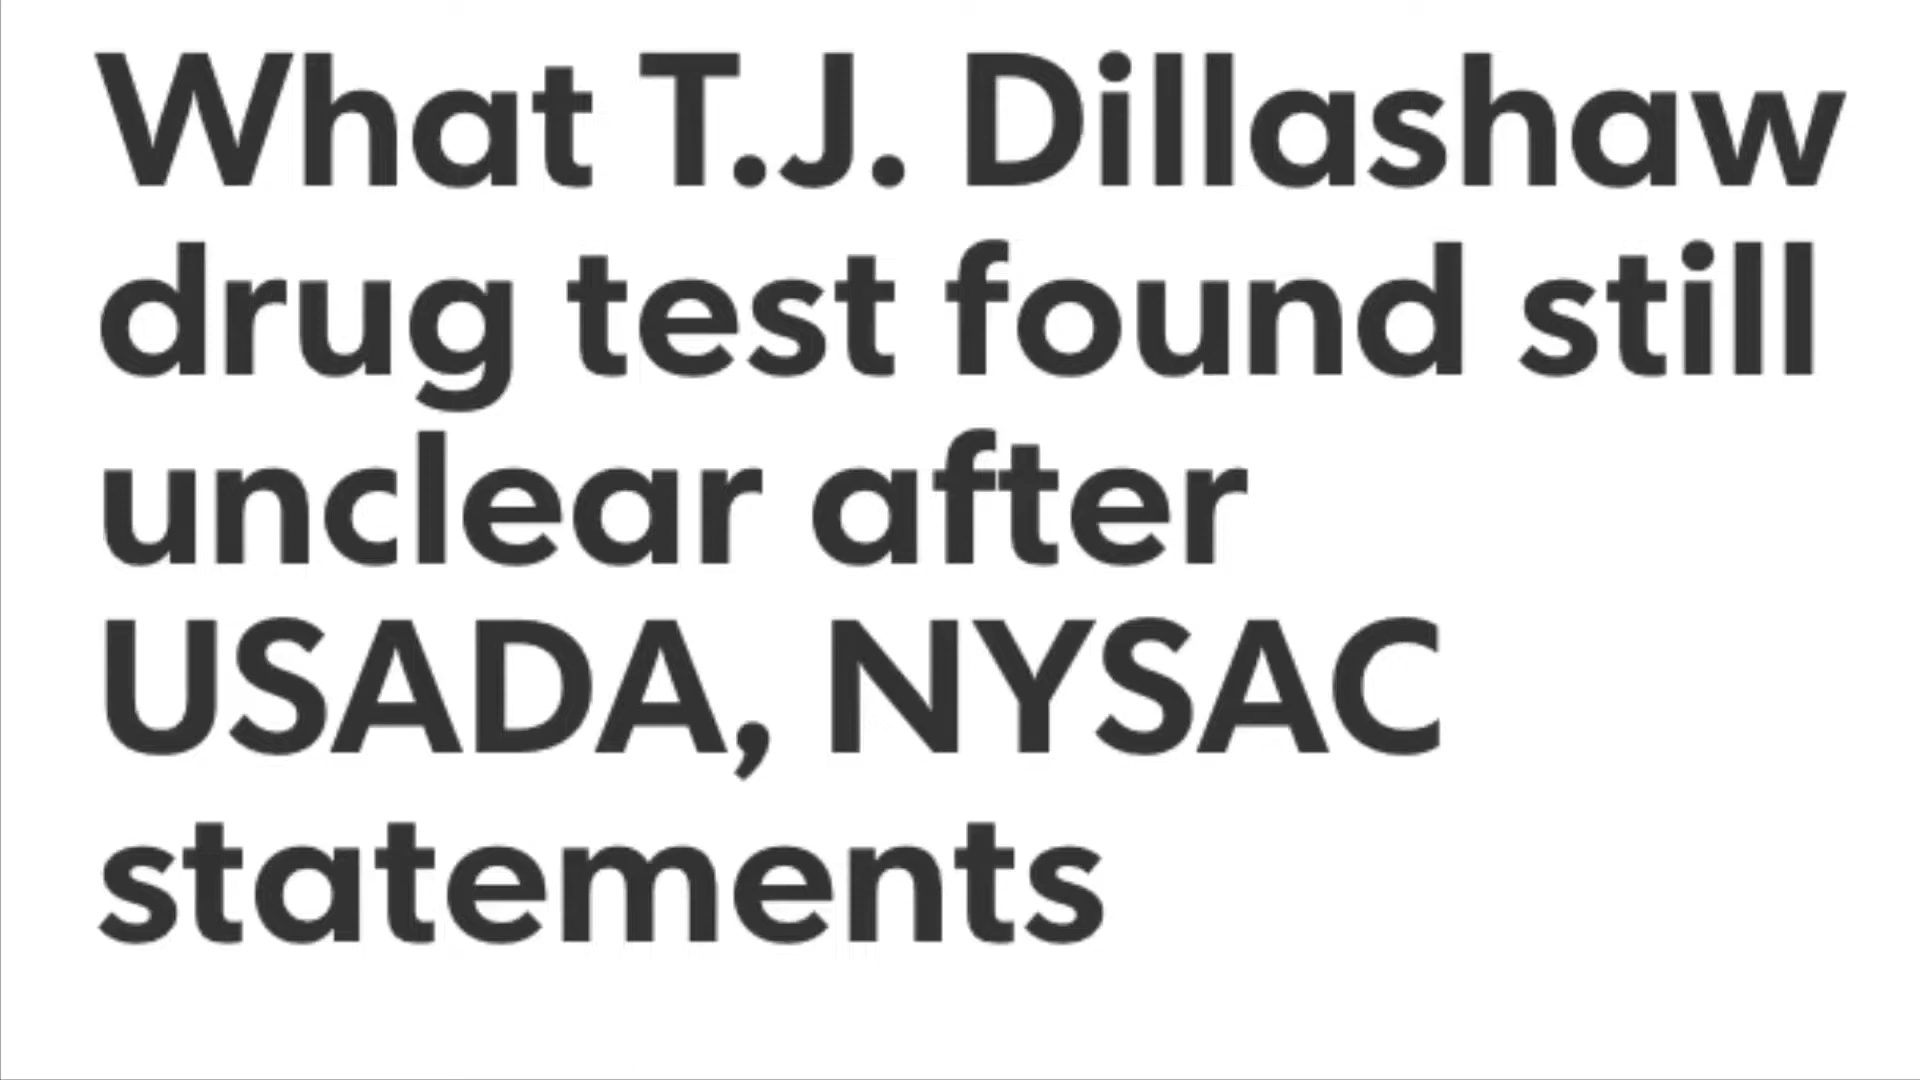 What T.J. Dillashaw
drug test found still
unclear after
USADA, NYSAC
statements